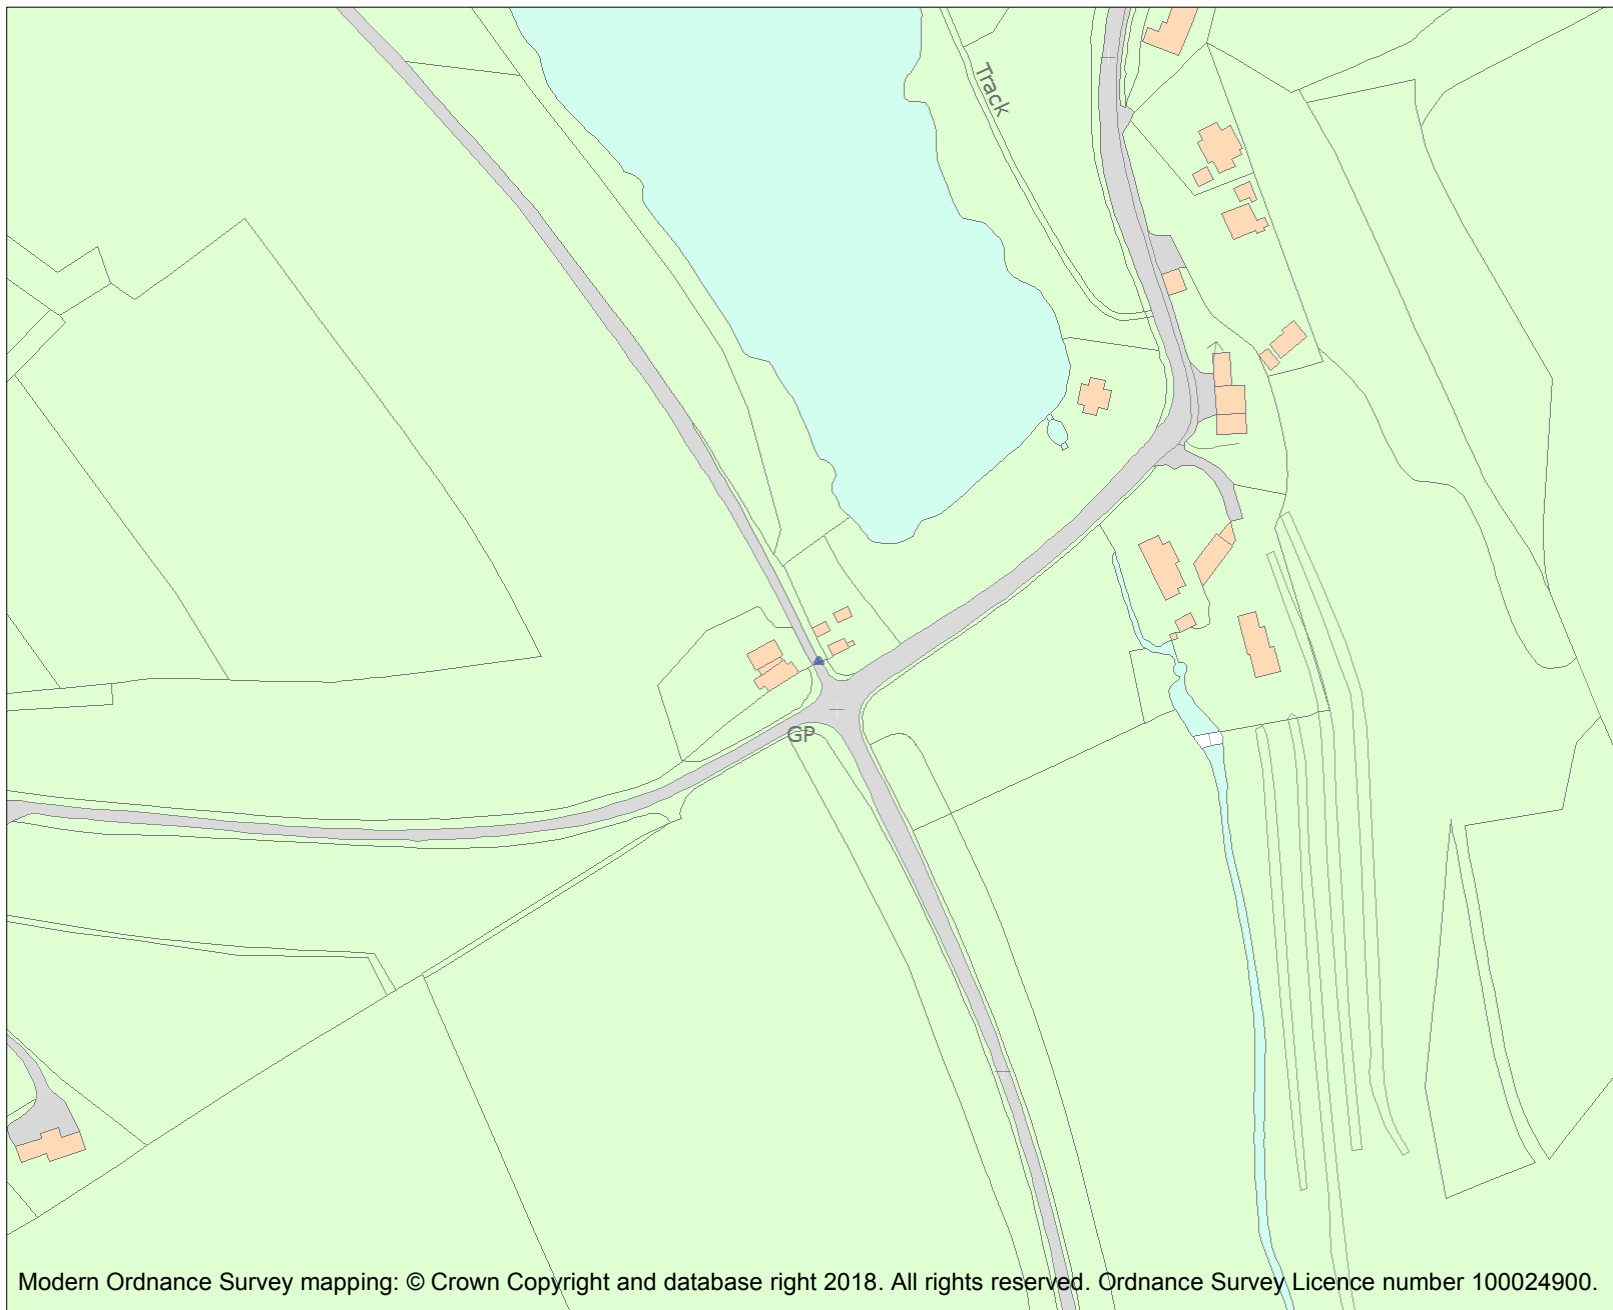 Track
GP
Modern Ordnance Survey mapping: © Crown Copyright and database right 2018. All rights reserved. Ordnance Survey Licence number 100024900.